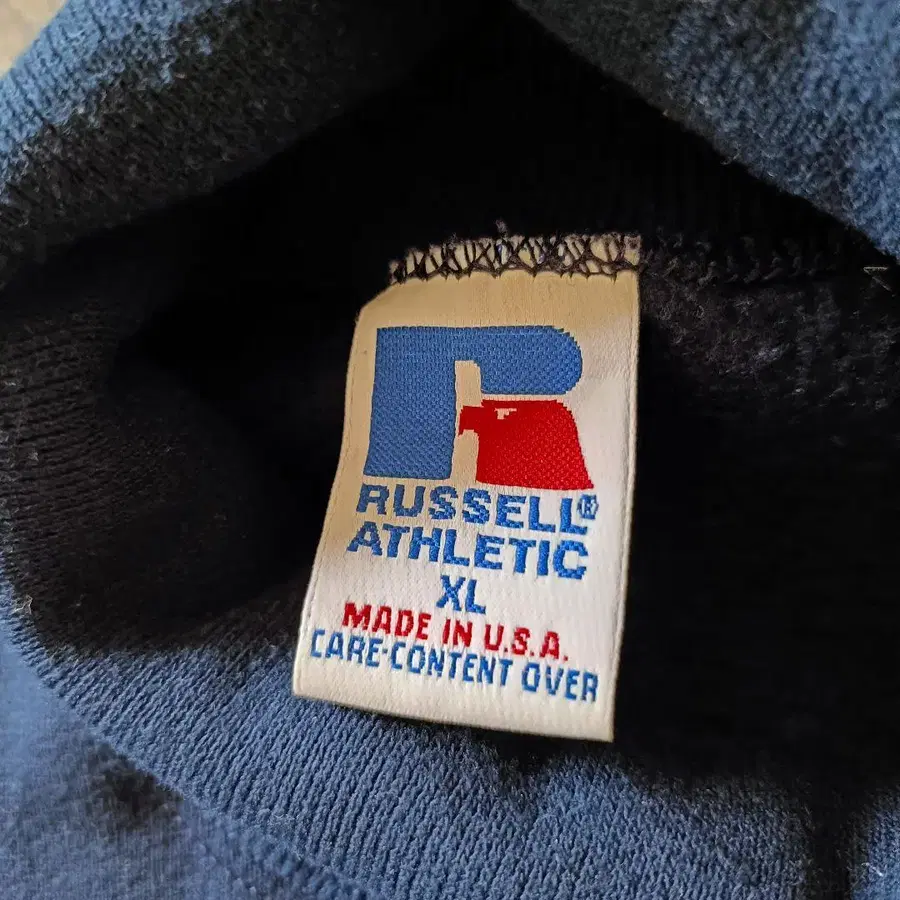 RUSSELL®
ATHLETIC
XL
MADE IN U.S.A.
CARE-CONTENT OVER